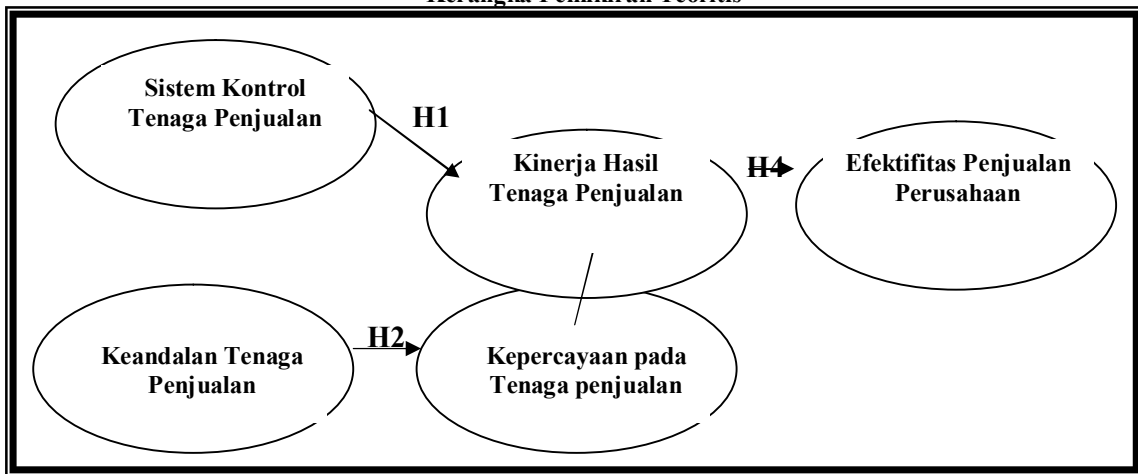 Kerangka Pemikiran Teoritis
Sistem Kontrol
Tenaga Penjualan
H1
Kinerja Hasil
Tenaga Penjualan
H4
Efektifitas Penjualan
Perusahaan
Keandalan Tenaga
Penjualan
H2
Kepercayaan pada
Tenaga penjualan